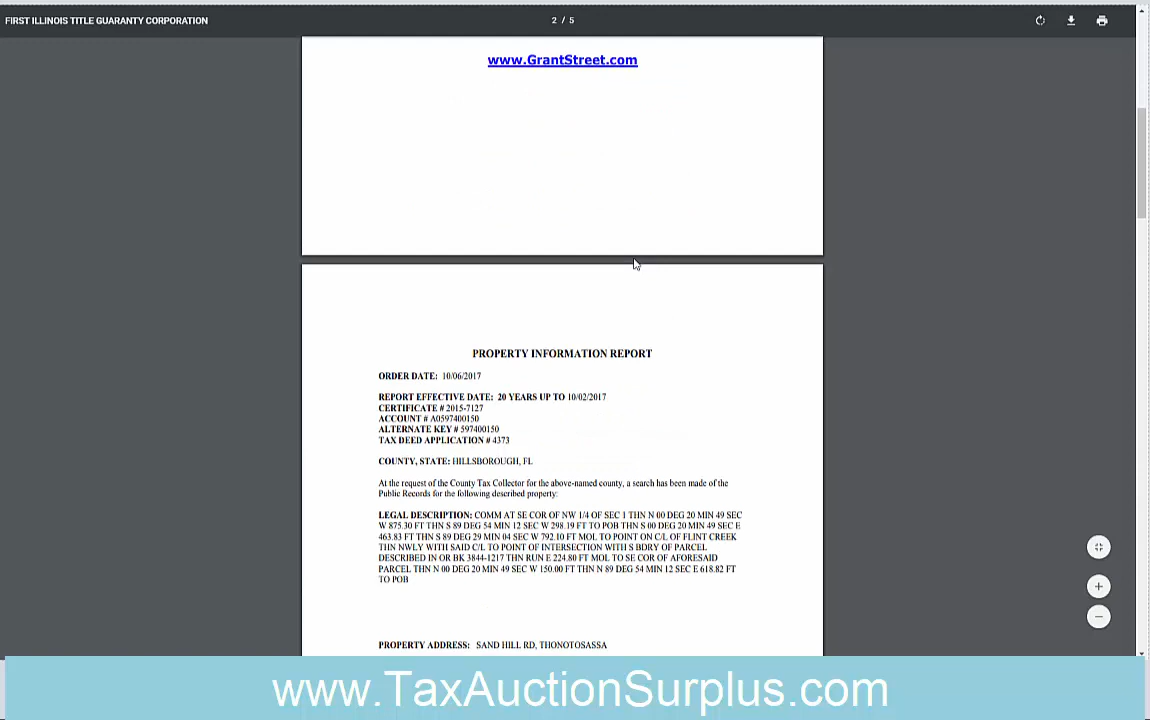 FIRST ILLINOIS TITLE GUARANTY CORPORATION
2 / 5
www.GrantStreet.com
PROPERTY INFORMATION REPORT
ORDER DATE: 10/06/2017
REPORT EFFECTIVE DATE: 20 YEARS UP TO 10/02/2017
CERTIFICATE # 2015-7127
ACCOUNT # A0597400150
ALTERNATE KEY # 597400150
TAX DEED APPLICATION # 4373
COUNTY, STATE: HILLSBOROUGH, FL
At the request of the County Tax Collector for the above-named county, a search has been made of the
Public Records for the following described property:
LEGAL DESCRIPTION: COMM AT SE COR OF NW 1/4 OF SEC 1 THN N 00 DEG 20 MIN 49 SEC
W 875.30 FT THN S 89 DEG 54 MIN 12 SEC W 298.19 FT TO POB THN S 00 DEG 20 MIN 49 SEC E
463.83 FT THN S 89 DEG 29 MIN 04 SEC W 792.10 FT MOL TO POINT ON C/L OF FLINT CREEK
THN NWLY WITH SAID C/L TO POINT OF INTERSECTION WITH S BDRY OF PARCEL
DESCRIBED IN OR BK 3844-1217 THN RUN E 224.80 FT MOL TO SE COR OF AFORESAID
PARCEL THN N 00 DEG 20 MIN 49 SEC W 150.00 FT THN N 89 DEG 54 MIN 12 SEC E 618.82 FT
TO POB
PROPERTY ADDRESS: SAND HILL RD, THONOTOSASSA
www.TaxAuctionSurplus.com